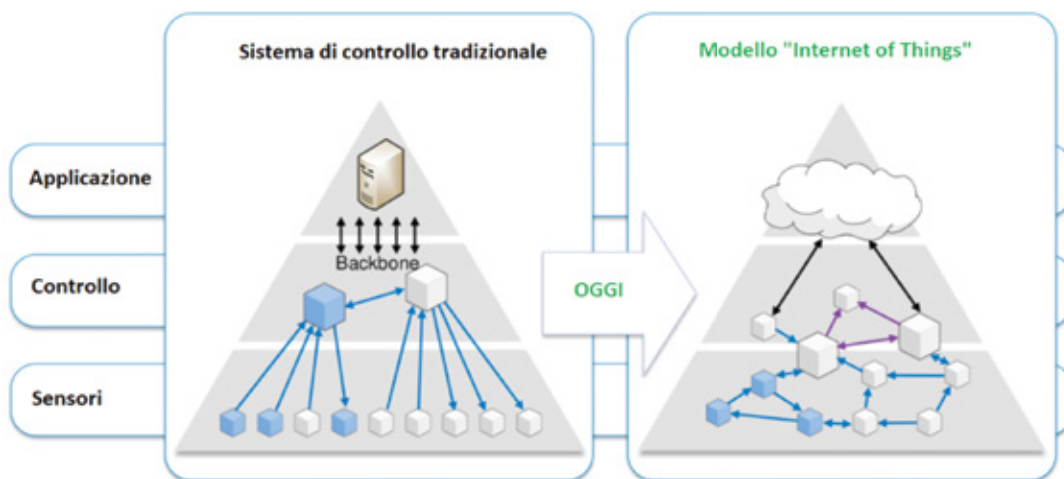 Sistema di controllo tradizionale
Modello "Internet of Things"
Applicazione
Backbone
Controllo
OGGI
Sensori